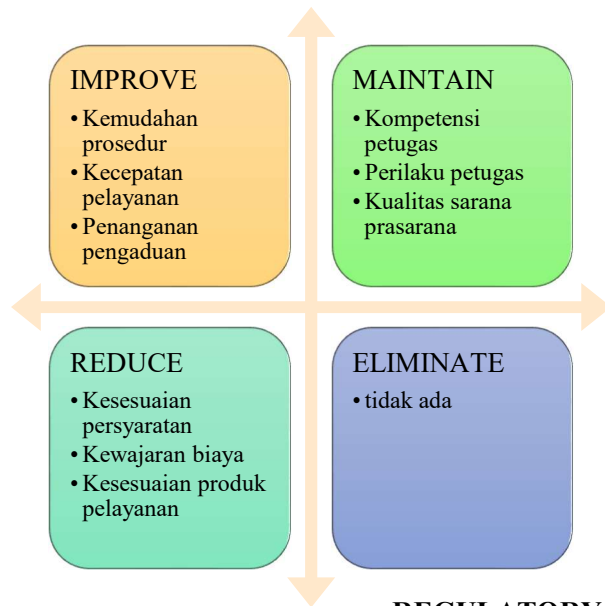 IMPROVE
• Kemudahan
prosedur
• Kecepatan
pelayanan
• Penanganan
pengaduan
MAINTAIN
• Kompetensi
petugas
• Perilaku petugas
• Kualitas sarana
prasarana
REDUCE
• Kesesuaian
persyaratan
• Kewajaran biaya
• Kesesuaian produk
pelayanan
ELIMINATE
• tidak ada
REGULATORY